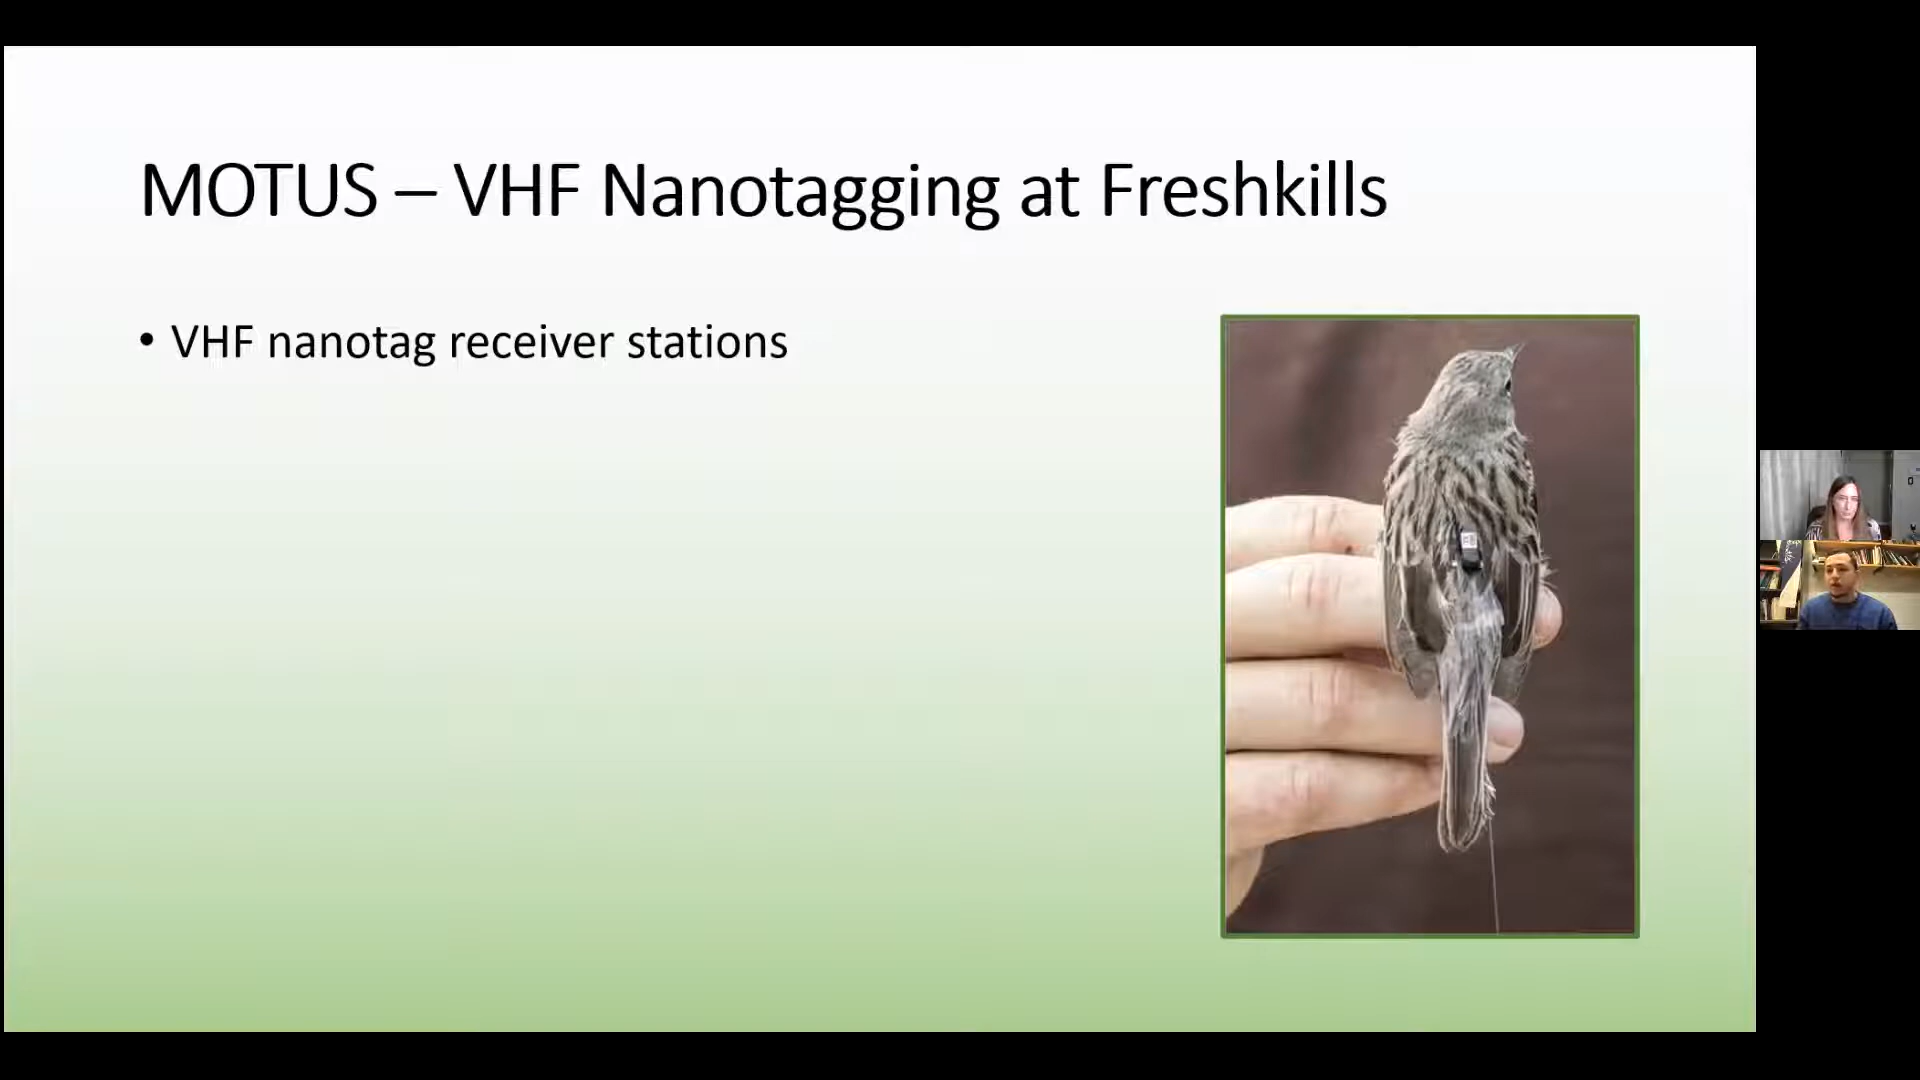 MOTUS – VHF Nanotagging at Freshkills
• VHF nanotag receiver stations